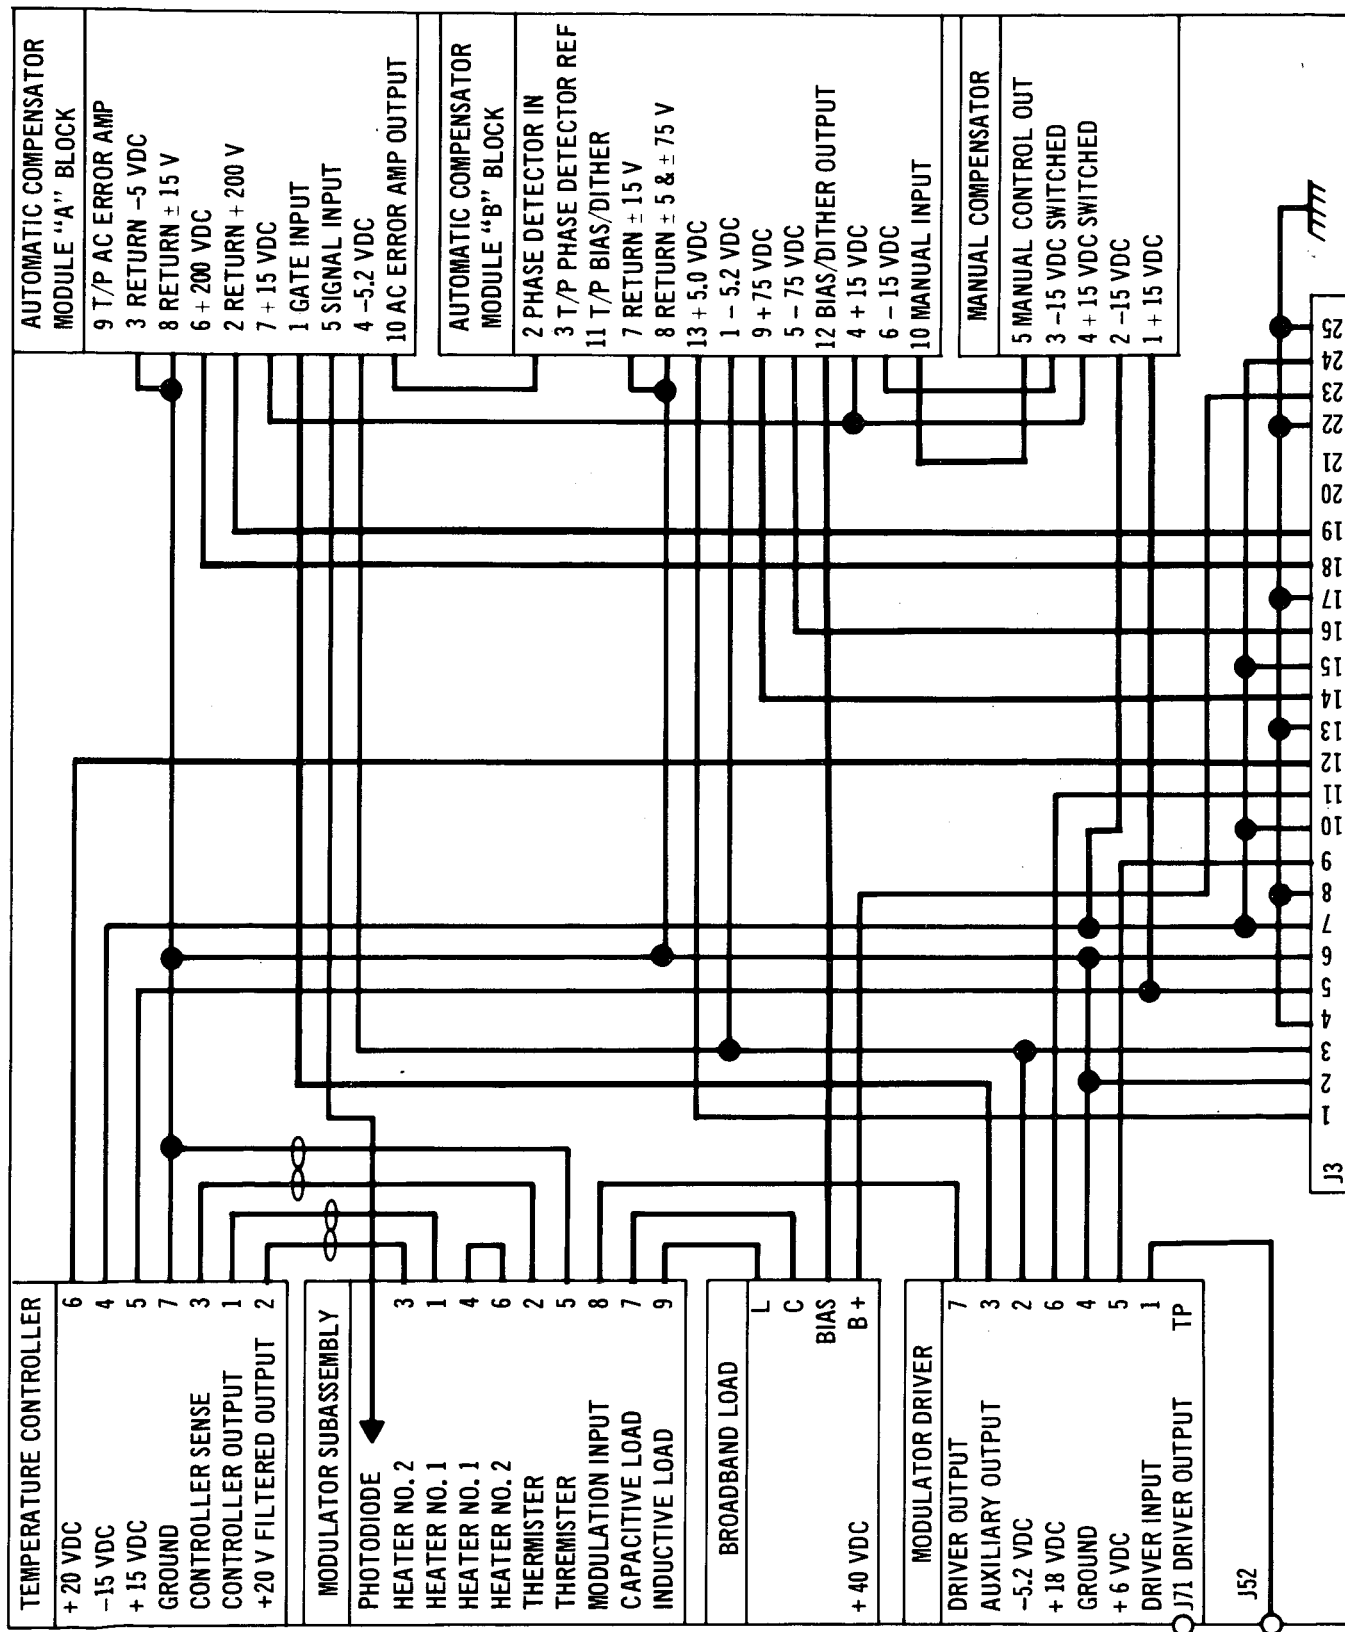 TEMPERATURE CONTROLLER
+ 20 VDC 6
-15 VDC 4
+ 15 VDC 5
GROUND 7
CONTROLLER SENSE 3
CONTROLLER OUTPUT 1
+20 V FILTERED OUTPUT 2
MODULATOR SUBASSEMBLY
PHOTODIODE
HEATER NO. 2 3
HEATER NO. 1 1
HEATER NO. 1 4
HEATER NO. 2 6
THERMISTER 2
THREMISTER 5
MODULATION INPUT 8
CAPACITIVE LOAD 7
INDUCTIVE LOAD 9
BROADBAND LOAD
L
C
BIAS
+ 40 VDC B +
MODULATOR DRIVER
DRIVER OUTPUT 7
AUXILIARY OUTPUT 3
-5.2 VDC 2
+ 18 VDC 6
GROUND 4
+ 6 VDC 5
DRIVER INPUT 1
J71 DRIVER OUTPUT TP
J52
AUTOMATIC COMPENSATOR
MODULE "A" BLOCK
9 T/P AC ERROR AMP
3 RETURN -5 VDC
8 RETURN ± 15 V
6 + 200 VDC
2 RETURN + 200 V
7 + 15 VDC
1 GATE INPUT
5 SIGNAL INPUT
4 -5.2 VDC
10 AC ERROR AMP OUTPUT
AUTOMATIC COMPENSATOR
MODULE "B" BLOCK
2 PHASE DETECTOR IN
3 T/P PHASE DETECTOR REF
11 T/P BIAS/DITHER
7 RETURN ± 15 V
8 RETURN ± 5 & ± 75 V
13 + 5.0 VDC
1 - 5.2 VDC
9 + 75 VDC
5 - 75 VDC
12 BIAS/DITHER OUTPUT
4 + 15 VDC
6 - 15 VDC
10 MANUAL INPUT
MANUAL COMPENSATOR
5 MANUAL CONTROL OUT
3 -15 VDC SWITCHED
4 + 15 VDC SWITCHED
2 -15 VDC
1 + 15 VDC
J3
1
2
3
4
5
6
7
8
9
10
11
12
13
14
15
16
17
18
19
20
21
22
23
24
25